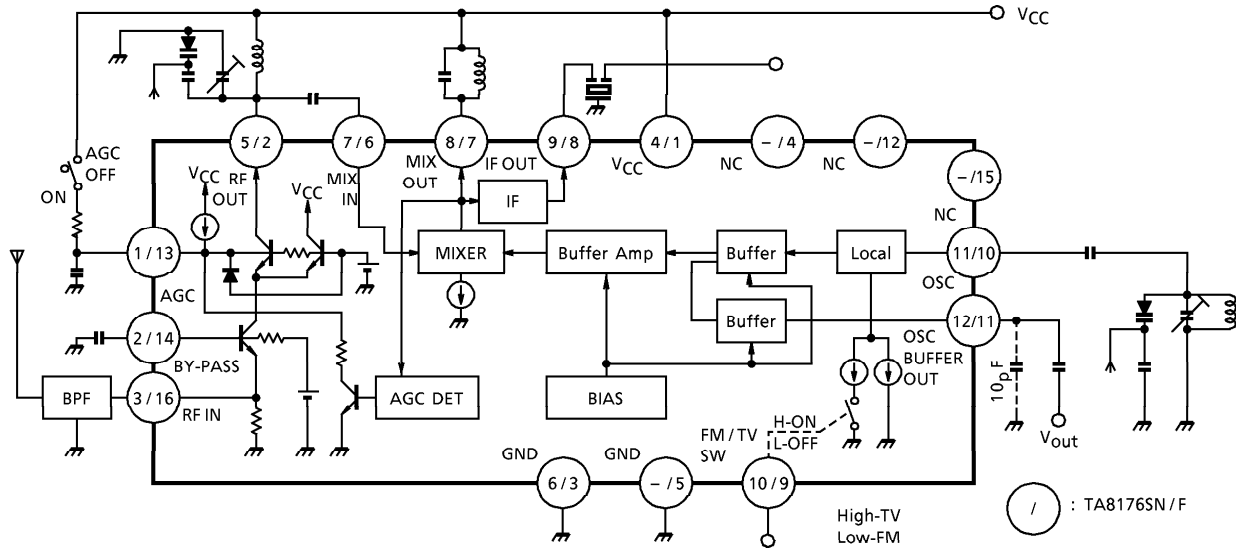 VCC
AGC
OFF
ON
5 / 2
7 / 6
8 / 7
9 / 8
4 / 1
– / 4
– /12
– /15
VCC
RF
OUT
VCC
MIX
IN
MIX
OUT
IF OUT
VCC
NC
NC
NC
IF
1 / 13
AGC
MIXER
Buffer Amp
Buffer
Local
11/10
OSC
2 / 14
BY-PASS
Buffer
12/11
OSC
BUFFER
OUT
BPF
3 / 16
RF IN
AGC DET
BIAS
10pF
Vout
H-ON
L-OFF
FM / TV
SW
GND
GND
6 / 3
– / 5
10 / 9
High-TV
Low-FM
/
: TA8176SN / F